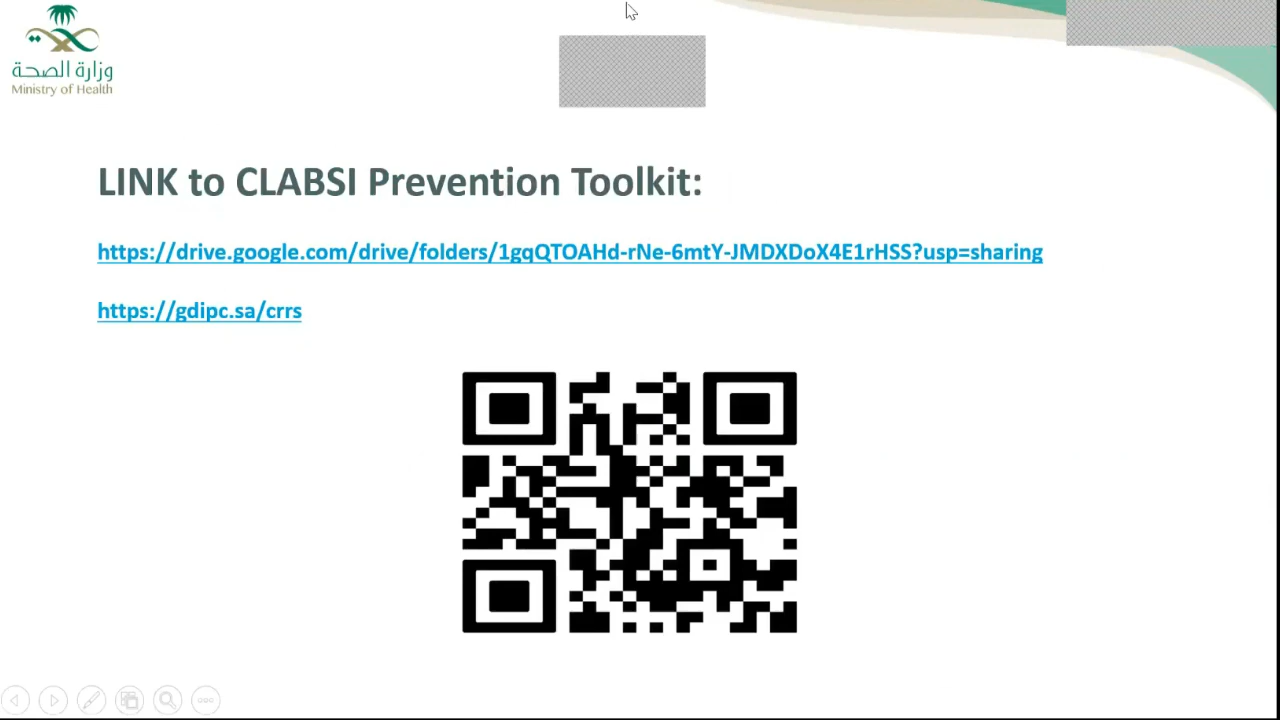 وزارة الصحة
Ministry of Health
LINK to CLABSI Prevention Toolkit:
https://drive.google.com/drive/folders/1gqQTOAHd-rNe-6mtY-JMDXDoX4E1rHSS?usp=sharing
https://gdipc.sa/crrs